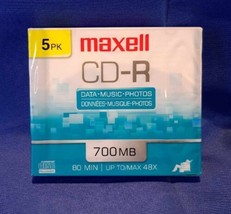 5PK
maxell
CD-R
DATA•MUSIC•PHOTOS
DONNÉES•MUSIQUE•PHOTOS
700MB
80 MIN | UP TO/MAX 48X